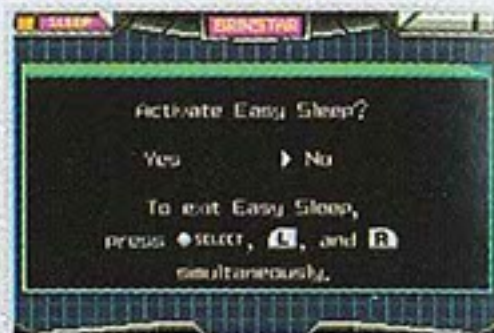 SLEEP BRINSTAR
Activate Easy Sleep?
Yes No
To exit Easy Sleep,
press SELECT, L, and R
simultaneously.